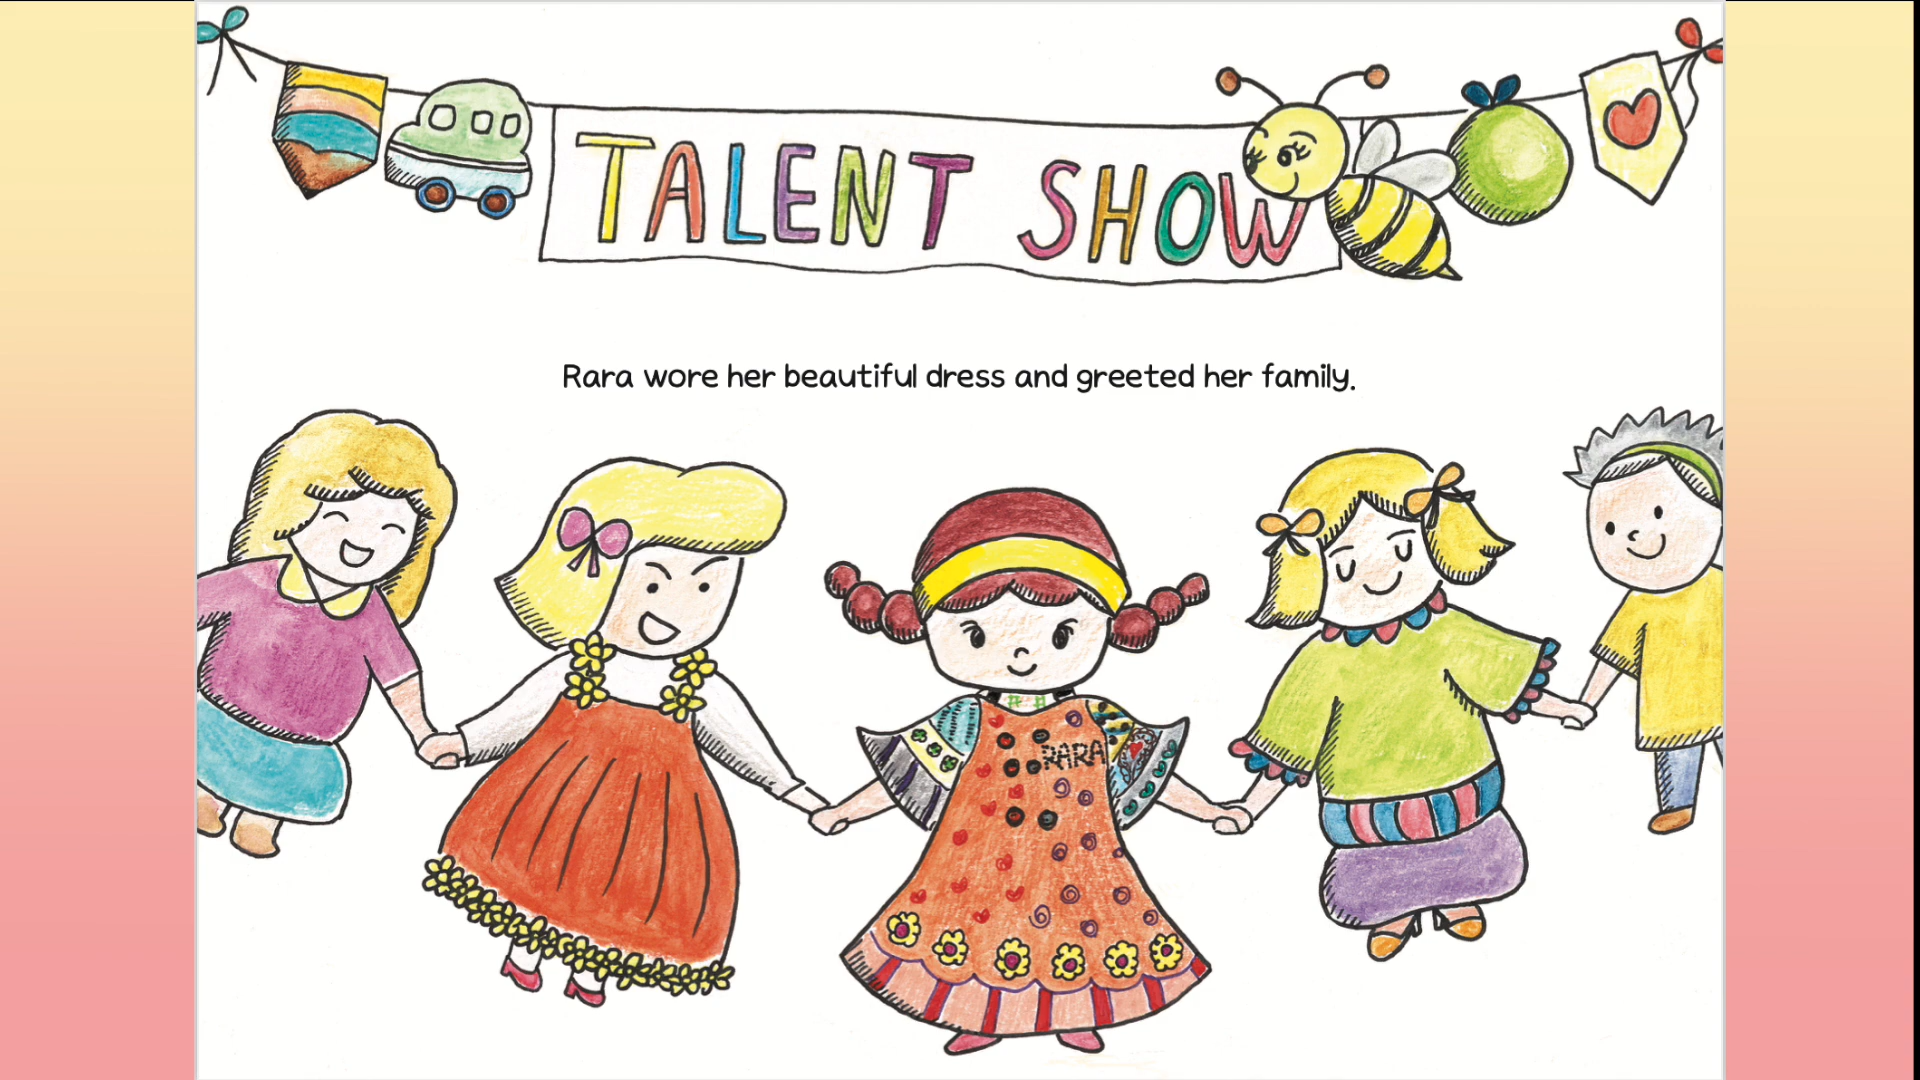 TALENT SHOW
Rara wore her beautiful dress and greeted her family.
RARA